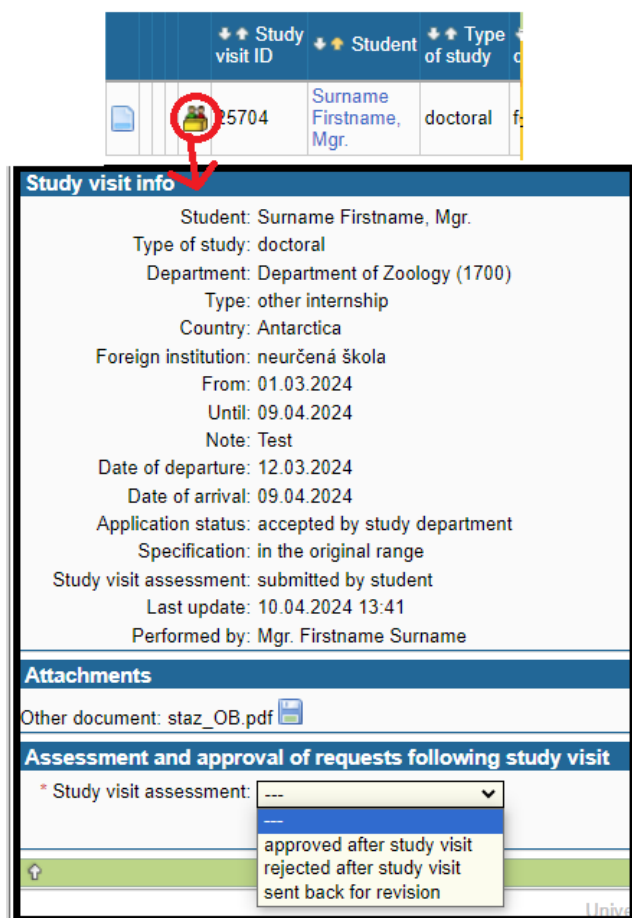 Study visit ID Student Type of study
25704 Surname Firstname, Mgr. doctoral
Study visit info
Student: Surname Firstname, Mgr.
Type of study: doctoral
Department: Department of Zoology (1700)
Type: other internship
Country: Antarctica
Foreign institution: neurčená škola
From: 01.03.2024
Until: 09.04.2024
Note: Test
Date of departure: 12.03.2024
Date of arrival: 09.04.2024
Application status: accepted by study department
Specification: in the original range
Study visit assessment: submitted by student
Last update: 10.04.2024 13:41
Performed by: Mgr. Firstname Surname
Attachments
Other document: staz_OB.pdf
Assessment and approval of requests following study visit
* Study visit assessment: ---
---
approved after study visit
rejected after study visit
sent back for revision